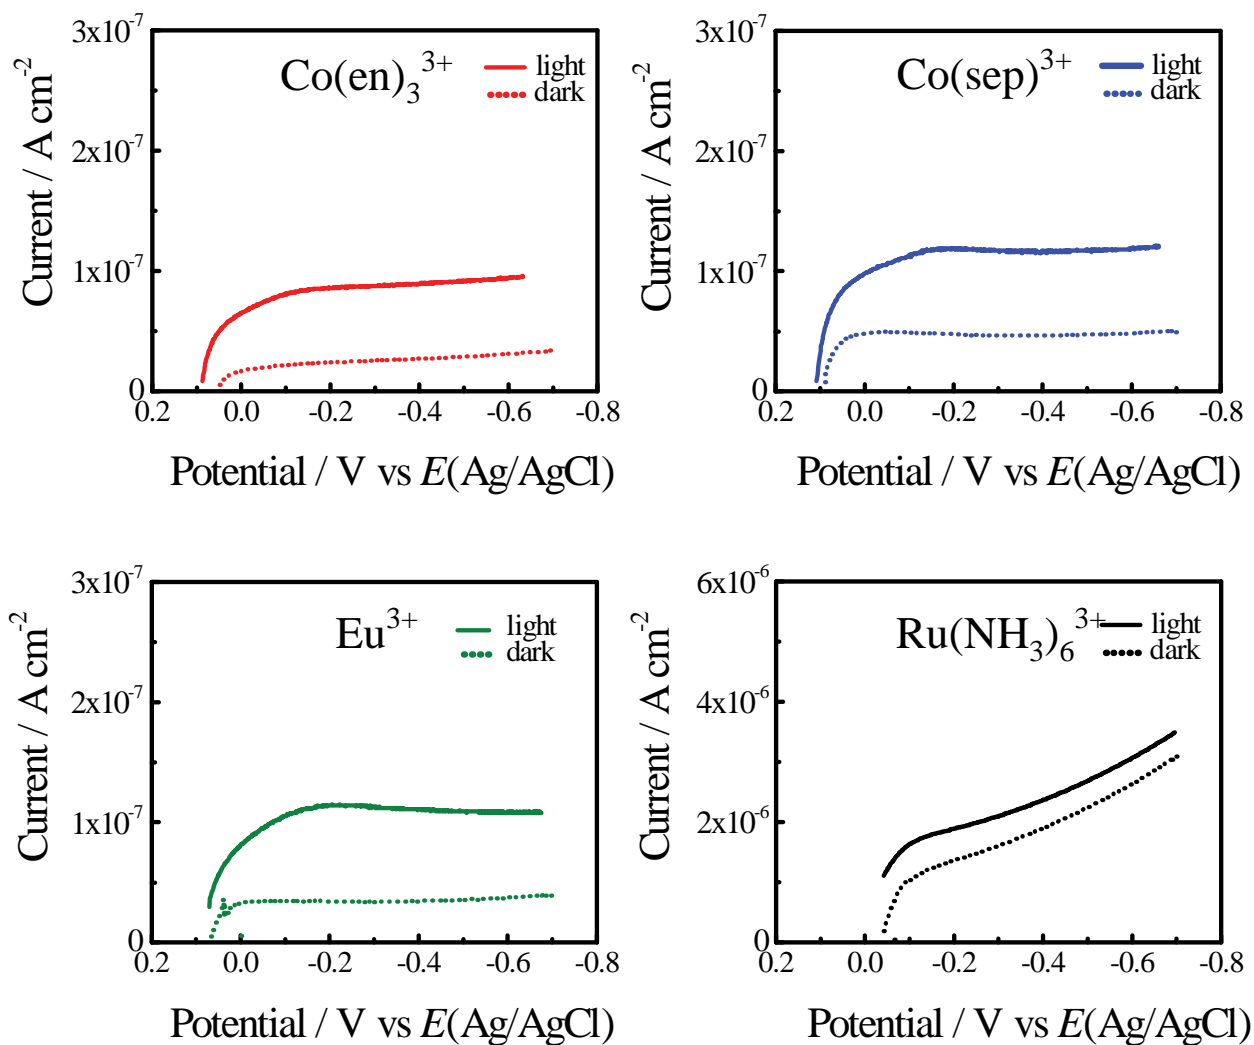 Co(en)₃³⁺
light
dark
3x10⁻⁷
2x10⁻⁷
1x10⁻⁷
0
0.2 0.0 -0.2 -0.4 -0.6 -0.8
Current / A cm⁻²
Potential / V vs E(Ag/AgCl)
Co(sep)³⁺
light
dark
3x10⁻⁷
2x10⁻⁷
1x10⁻⁷
0
0.2 0.0 -0.2 -0.4 -0.6 -0.8
Current / A cm⁻²
Potential / V vs E(Ag/AgCl)
Eu³⁺
light
dark
3x10⁻⁷
2x10⁻⁷
1x10⁻⁷
0
0.2 0.0 -0.2 -0.4 -0.6 -0.8
Current / A cm⁻²
Potential / V vs E(Ag/AgCl)
Ru(NH₃)₆³⁺
light
dark
6x10⁻⁶
4x10⁻⁶
2x10⁻⁶
0
0.2 0.0 -0.2 -0.4 -0.6 -0.8
Current / A cm⁻²
Potential / V vs E(Ag/AgCl)